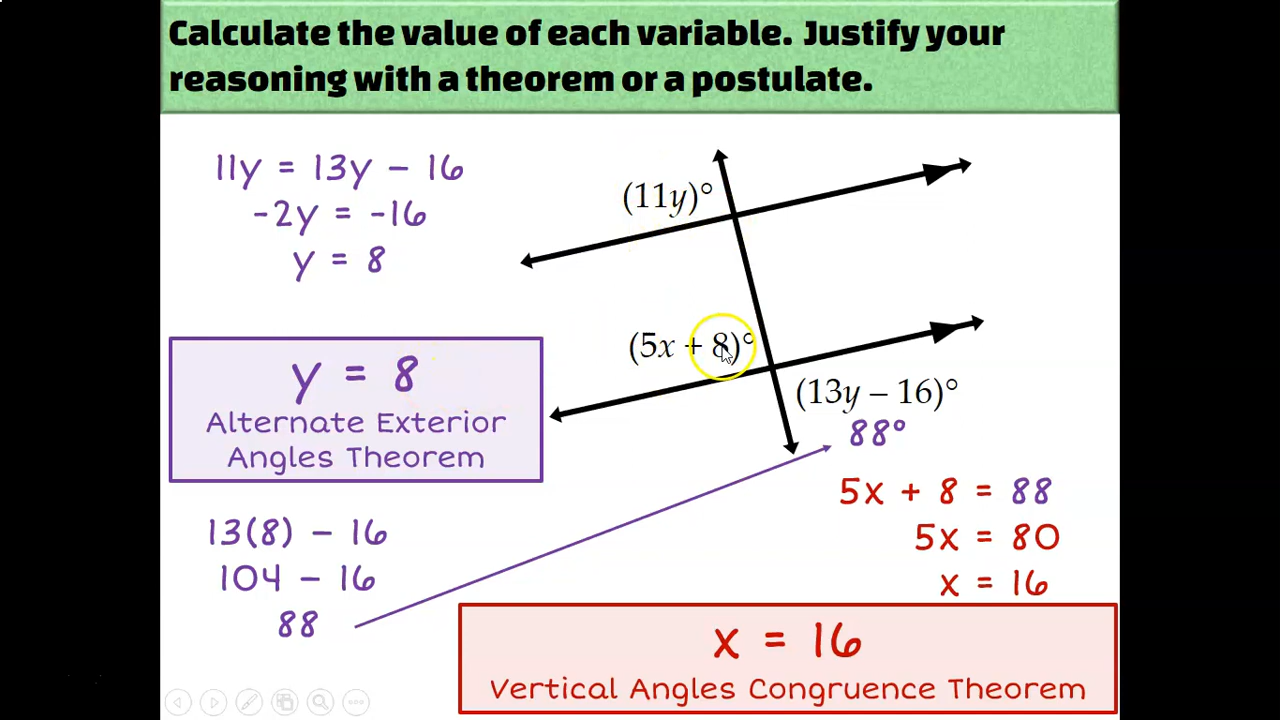 Calculate the value of each variable. Justify your
reasoning with a theorem or a postulate.
11y = 13y – 16
-2y = -16
y = 8
y = 8
Alternate Exterior
Angles Theorem
13(8) – 16
104 – 16
88
(11y)°
(5x + 8)°
(13y – 16)°
88°
5x + 8 = 88
5x = 80
x = 16
x = 16
Vertical Angles Congruence Theorem